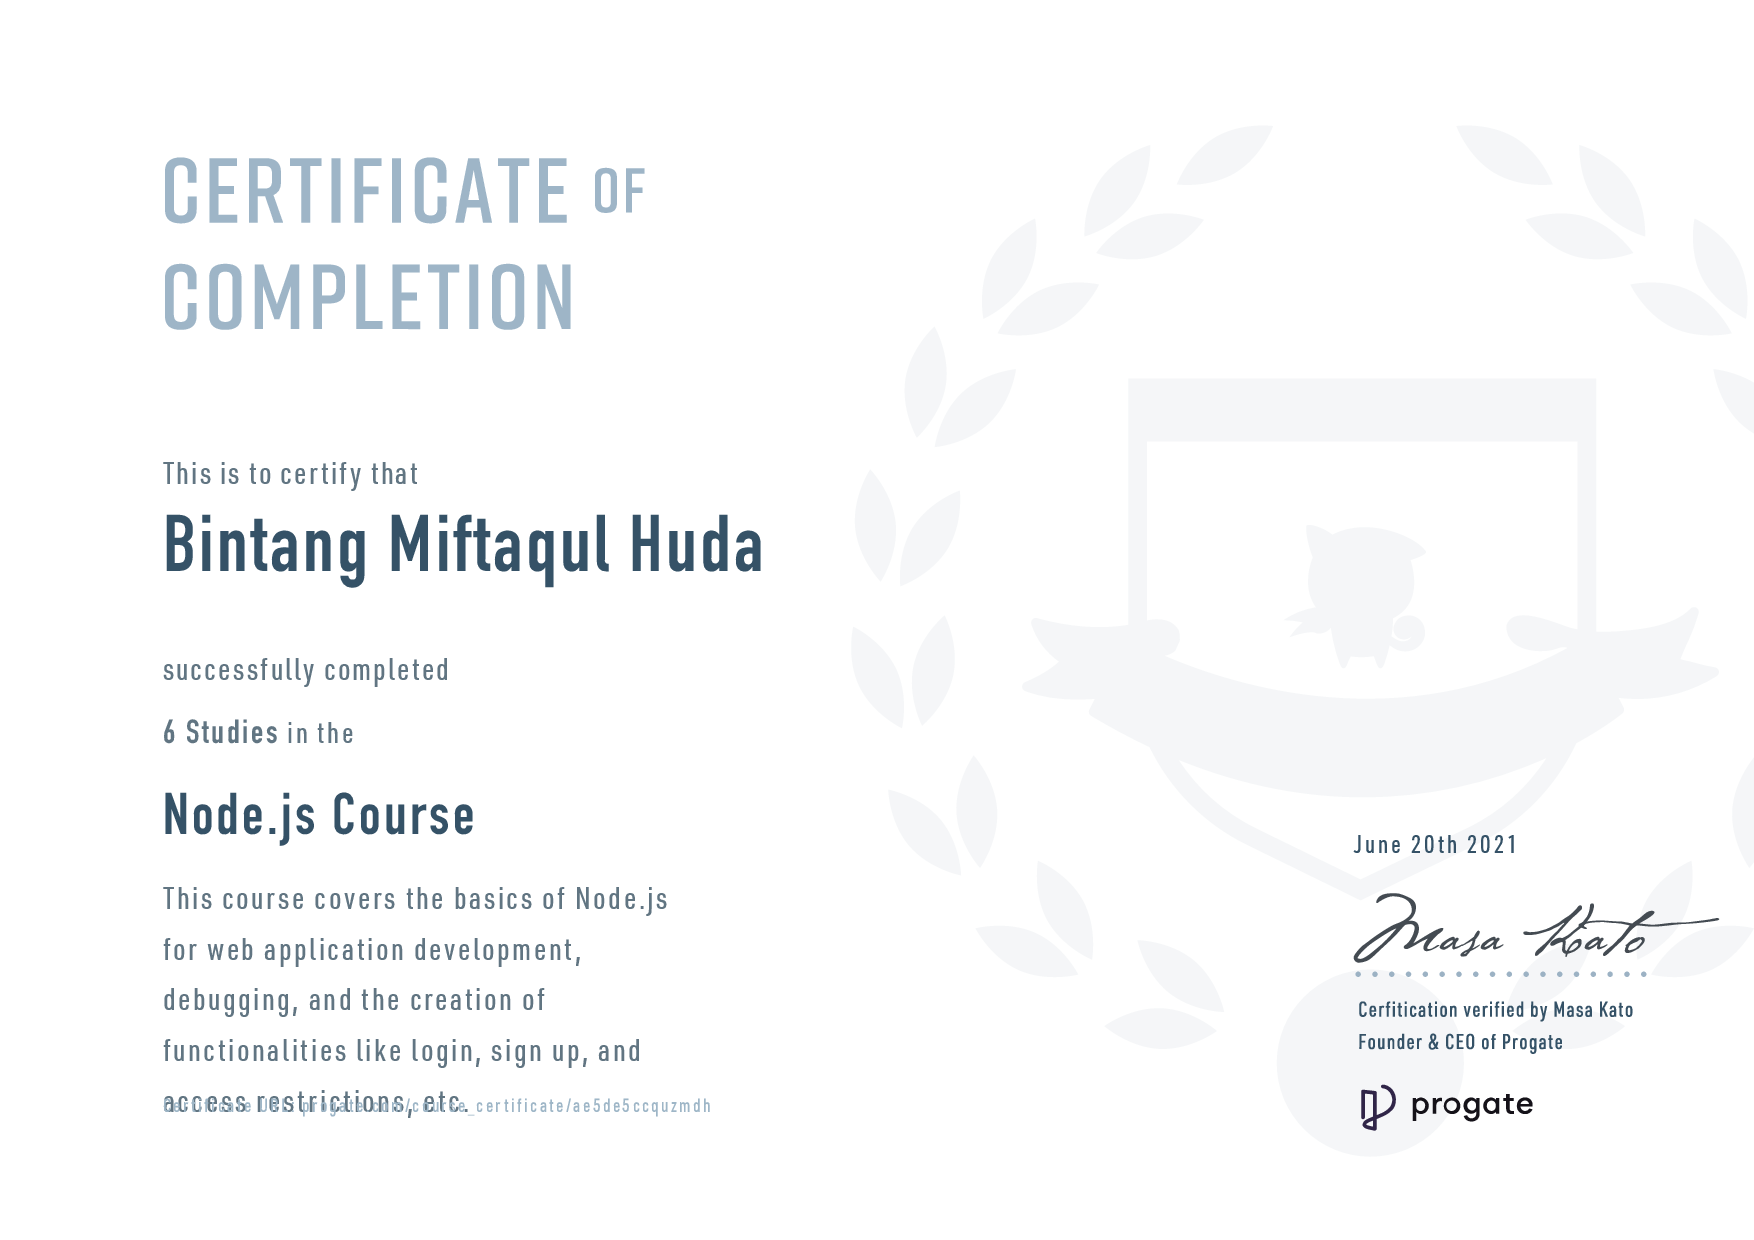 CERTIFICATE OF
COMPLETION
This is to certify that
Bintang Miftaqul Huda
successfully completed
6 Studies in the
Node.js Course
This course covers the basics of Node.js
for web application development,
debugging, and the creation of
functionalities like login, sign up, and
access restrictions, etc.
Certificate URL: progate.com/course_certificate/ae5de5ccquzmdh
June 20th 2021
Masa Kato
Cerfitication verified by Masa Kato
Founder & CEO of Progate
progate